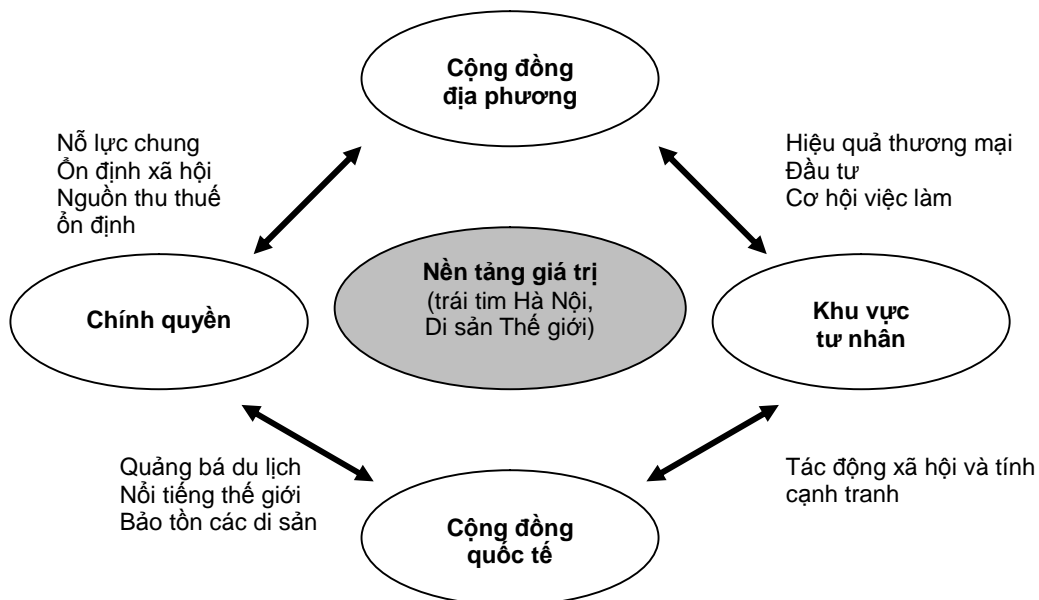 Cộng đồng
địa phương
Nỗ lực chung
Ổn định xã hội
Nguồn thu thuế
ổn định
Hiệu quả thương mại
Đầu tư
Cơ hội việc làm
Chính quyền
Nền tảng giá trị
(trái tim Hà Nội,
Di sản Thế giới)
Khu vực
tư nhân
Quảng bá du lịch
Nổi tiếng thế giới
Bảo tồn các di sản
Tác động xã hội và tính
cạnh tranh
Cộng đồng
quốc tế